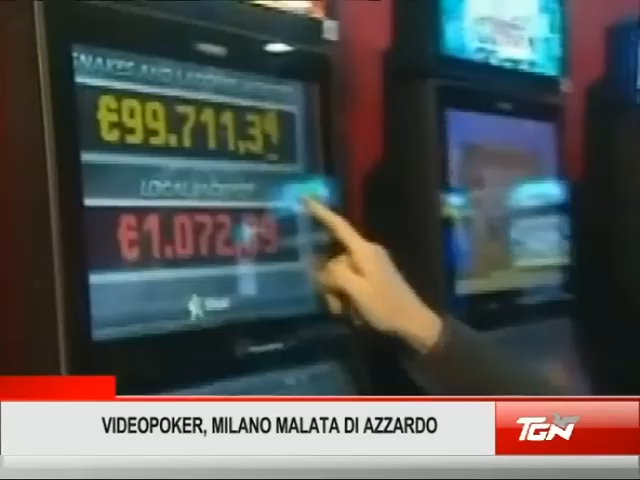 SNAKES AND LADDERS
€99.711,34
LOCAL JACKPOT
€1.072,
VIDEOPOKER, MILANO MALATA DI AZZARDO
TGN